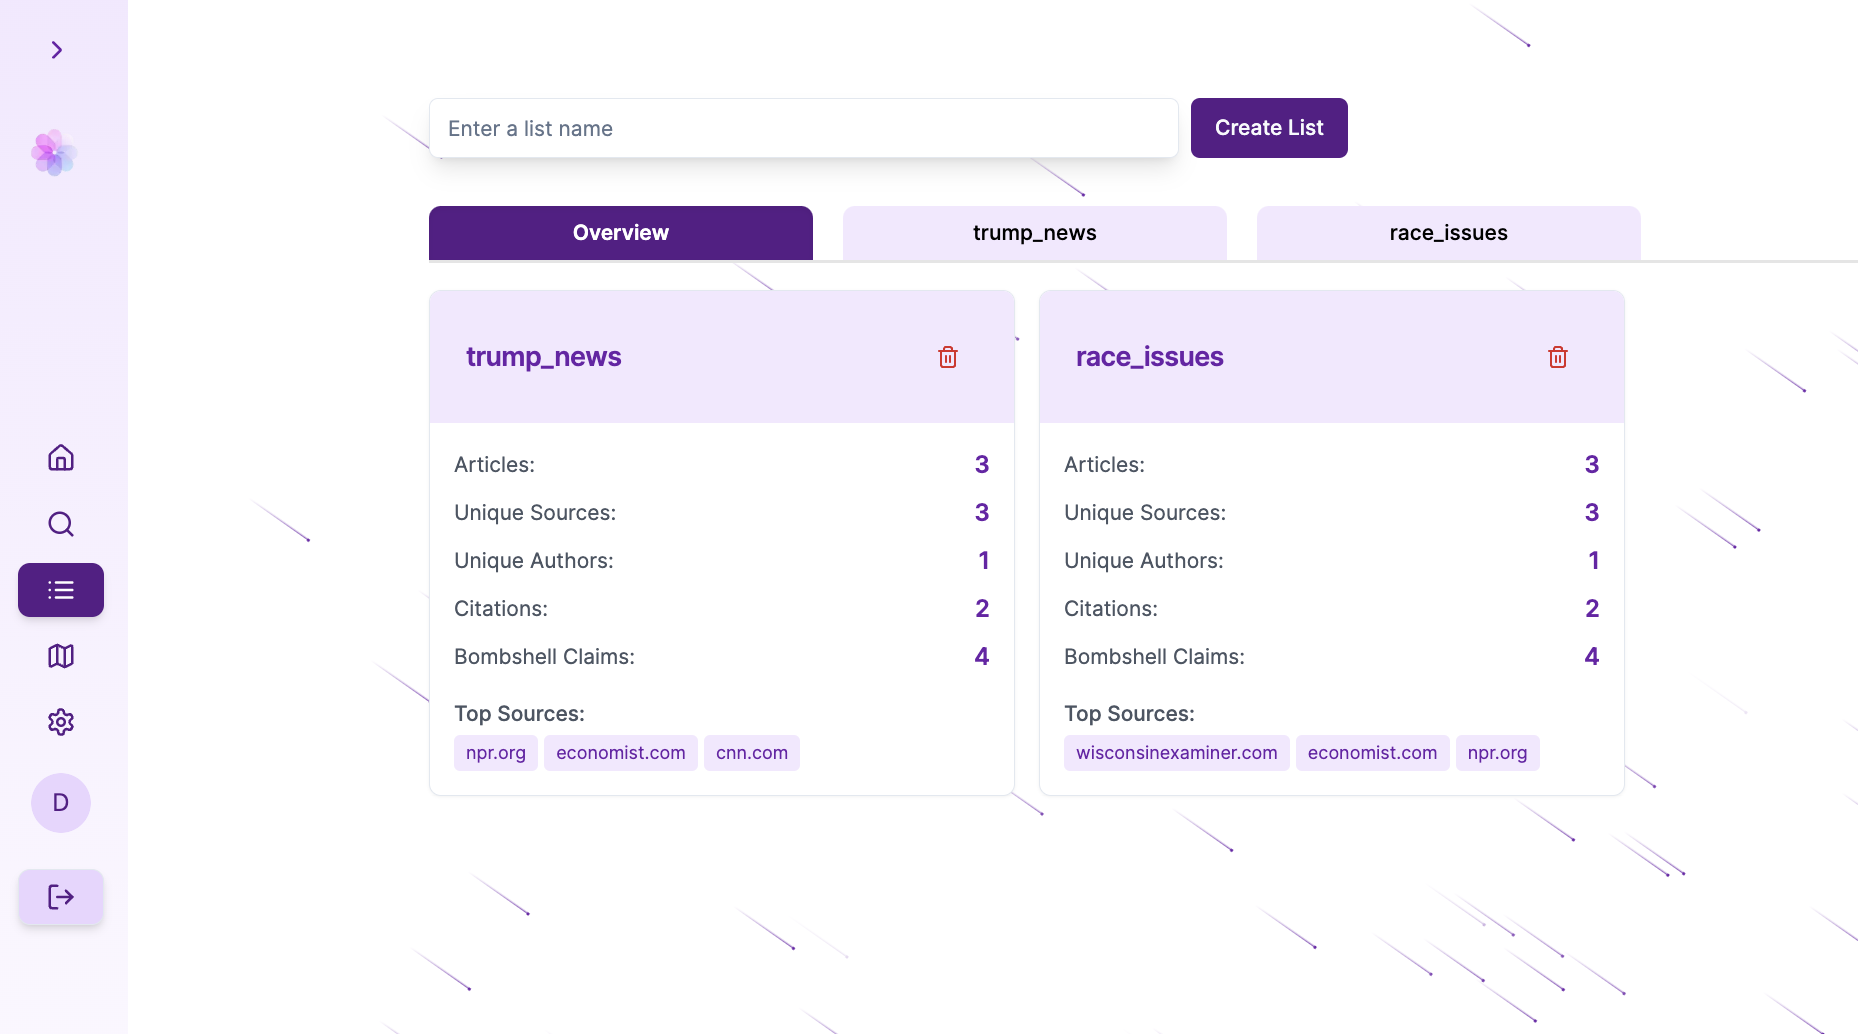 Enter a list name
Create List
Overview
trump_news
race_issues
trump_news
Articles: 3
Unique Sources: 3
Unique Authors: 1
Citations: 2
Bombshell Claims: 4
Top Sources:
npr.org economist.com cnn.com
race_issues
Articles: 3
Unique Sources: 3
Unique Authors: 1
Citations: 2
Bombshell Claims: 4
Top Sources:
wisconsinexaminer.com economist.com npr.org
D